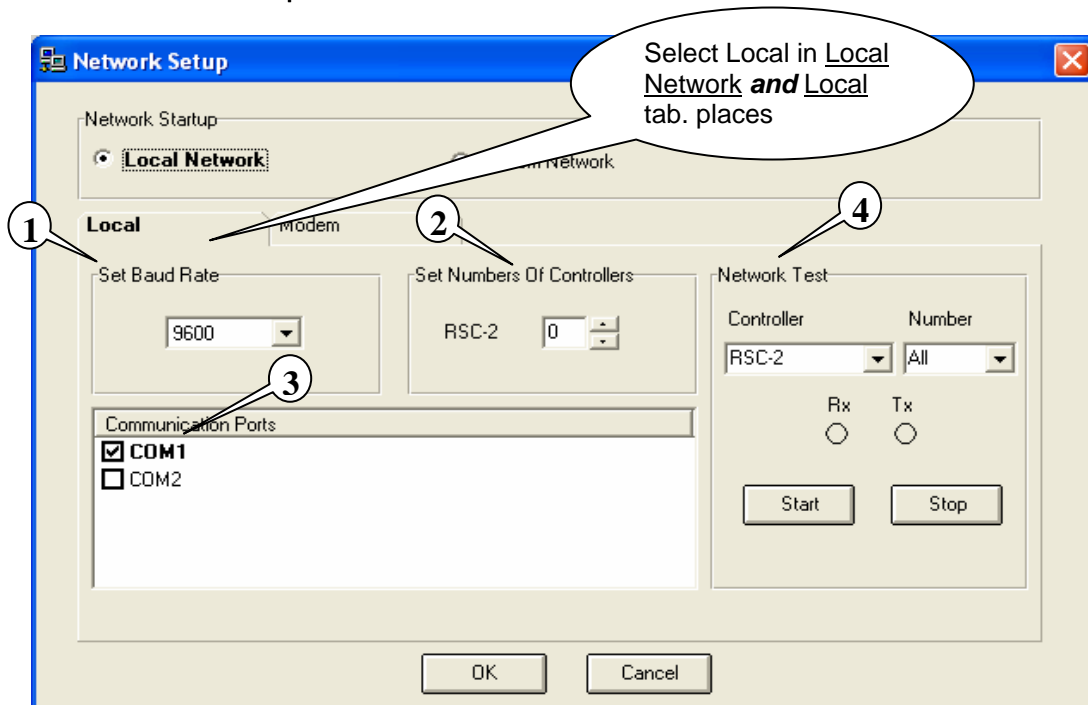 Network Setup
Select Local in Local
Network and Local
tab. places
Network Startup
Local Network
Network
Local
Modem
1
2
4
Set Baud Rate
Set Numbers Of Controllers
Network Test
9600
RSC-2
0
Controller
Number
RSC-2
All
3
Rx
Tx
Communication Ports
COM1
COM2
Start
Stop
OK
Cancel